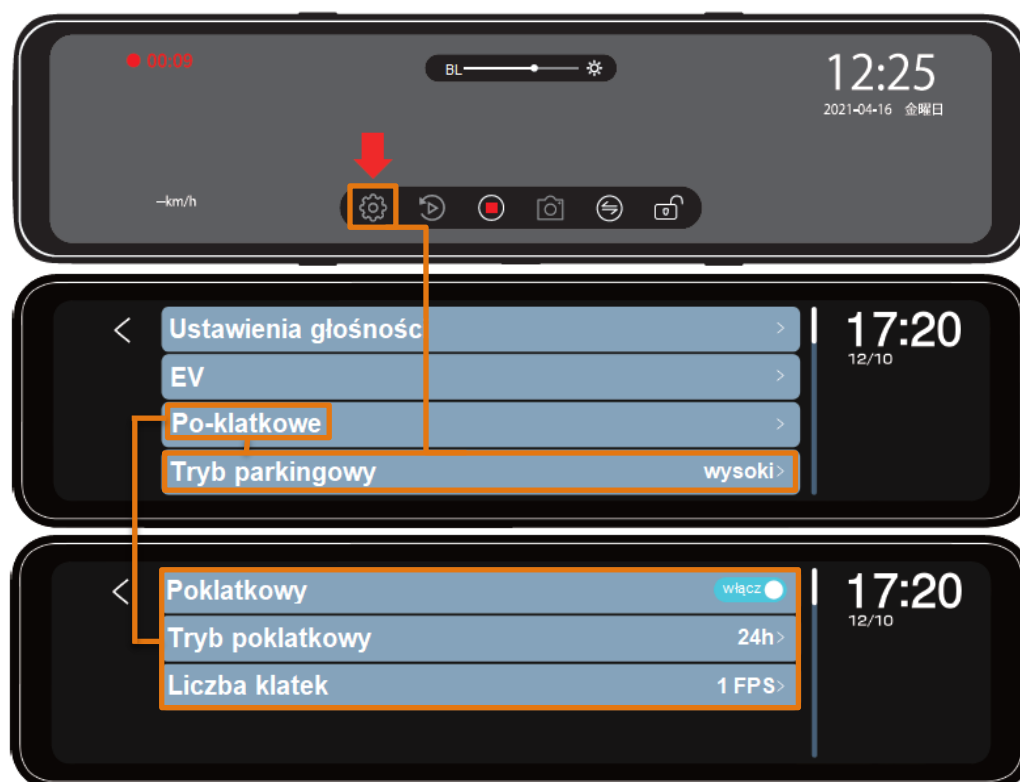 00:09
BL
12:25
2021-04-16 金曜日
--km/h
Ustawienia głośnośc
17:20
12/10
EV
Po-klatkowe
Tryb parkingowy wysoki
Poklatkowy włącz
17:20
12/10
Tryb poklatkowy 24h
Liczba klatek 1 FPS